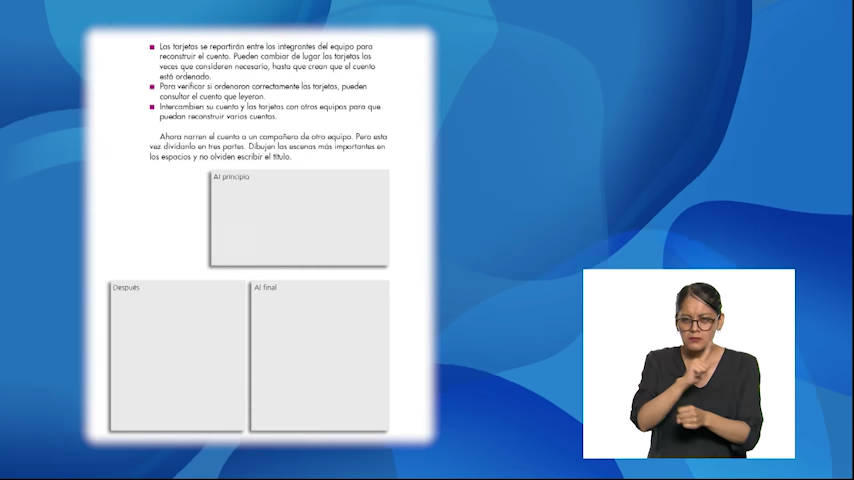 Las tarjetas se repartirán entre los integrantes del equipo para
reconstruir el cuento. Pueden cambiar de lugar las tarjetas las
veces que consideren necesario, hasta que crean que el cuento
está ordenado.
Para verificar si ordenaron correctamente las tarjetas, pueden
consultar el cuento que leyeron.
Intercambien su cuento y las tarjetas con otros equipos para que
puedan reconstruir varios cuentos.
Ahora narren el cuento a un compañero de otro equipo. Pero esta
vez divídanlo en tres partes. Dibujen las escenas más importantes en
los espacios y no olviden escribir el título.
Al principio
Después
Al final